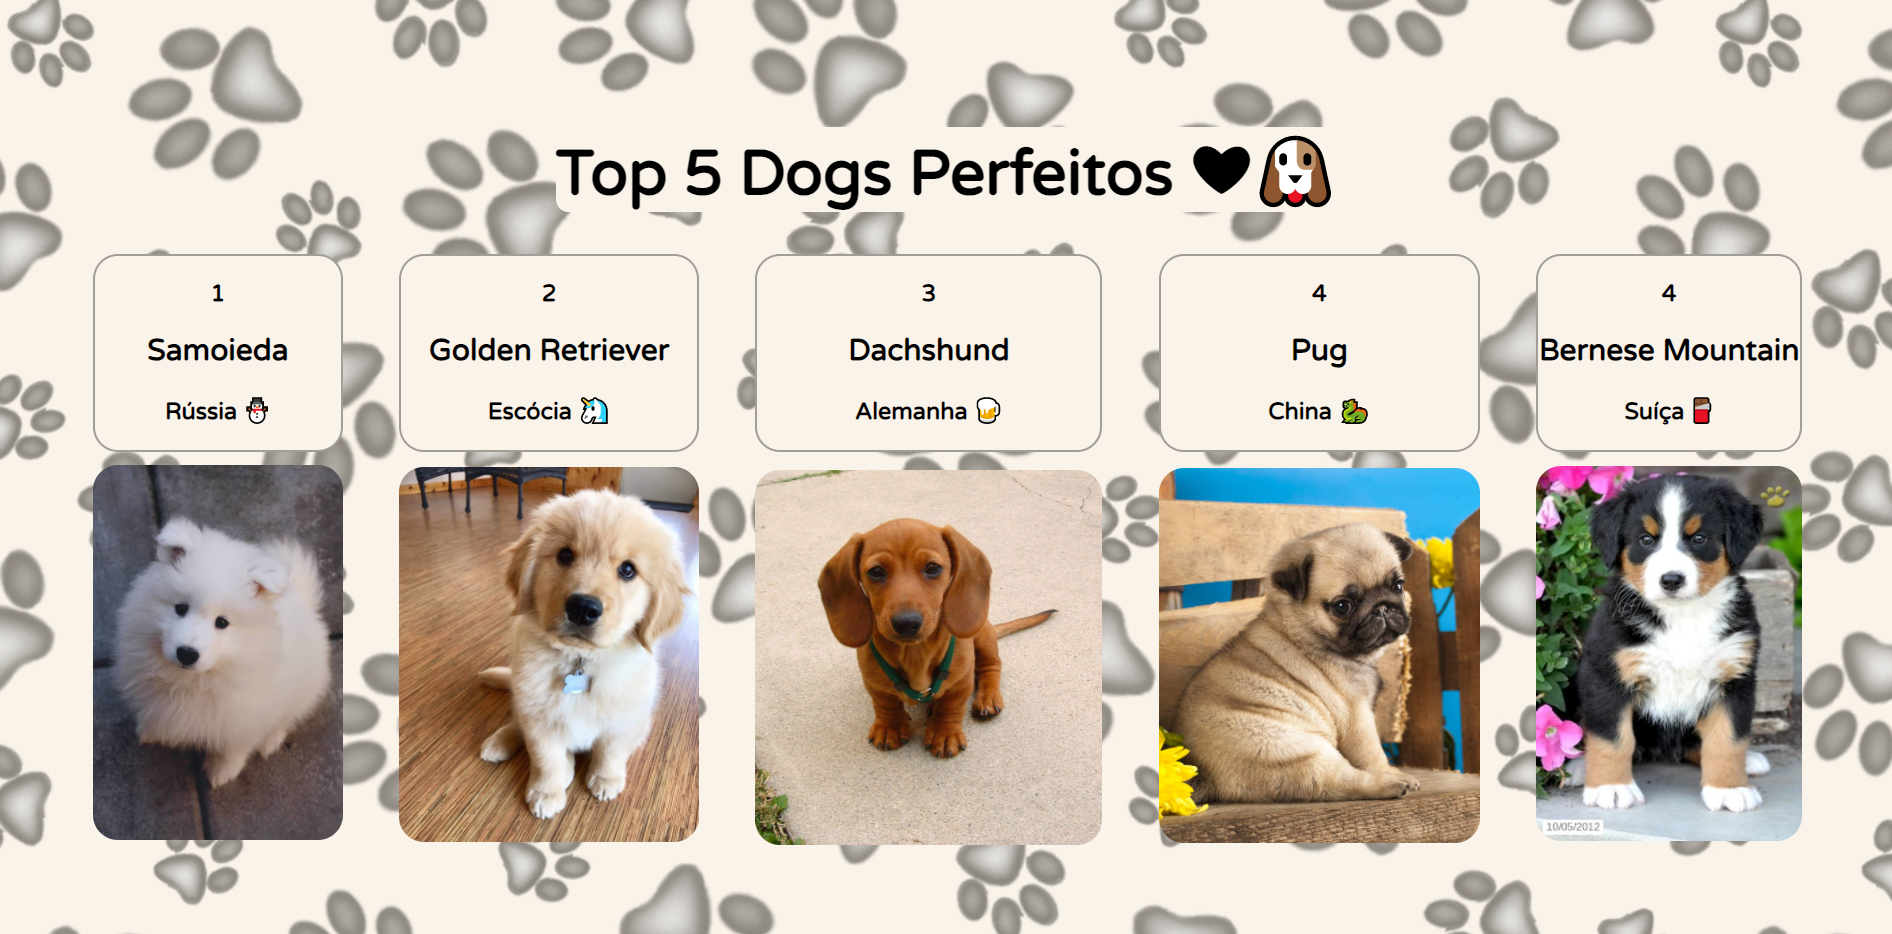 Top 5 Dogs Perfeitos 🖤🐶
1
Samoieda
Rússia ⛄
2
Golden Retriever
Escócia 🦄
3
Dachshund
Alemanha 🍺
4
Pug
China 🐉
4
Bernese Mountain
Suíça 🍫
10/05/2012